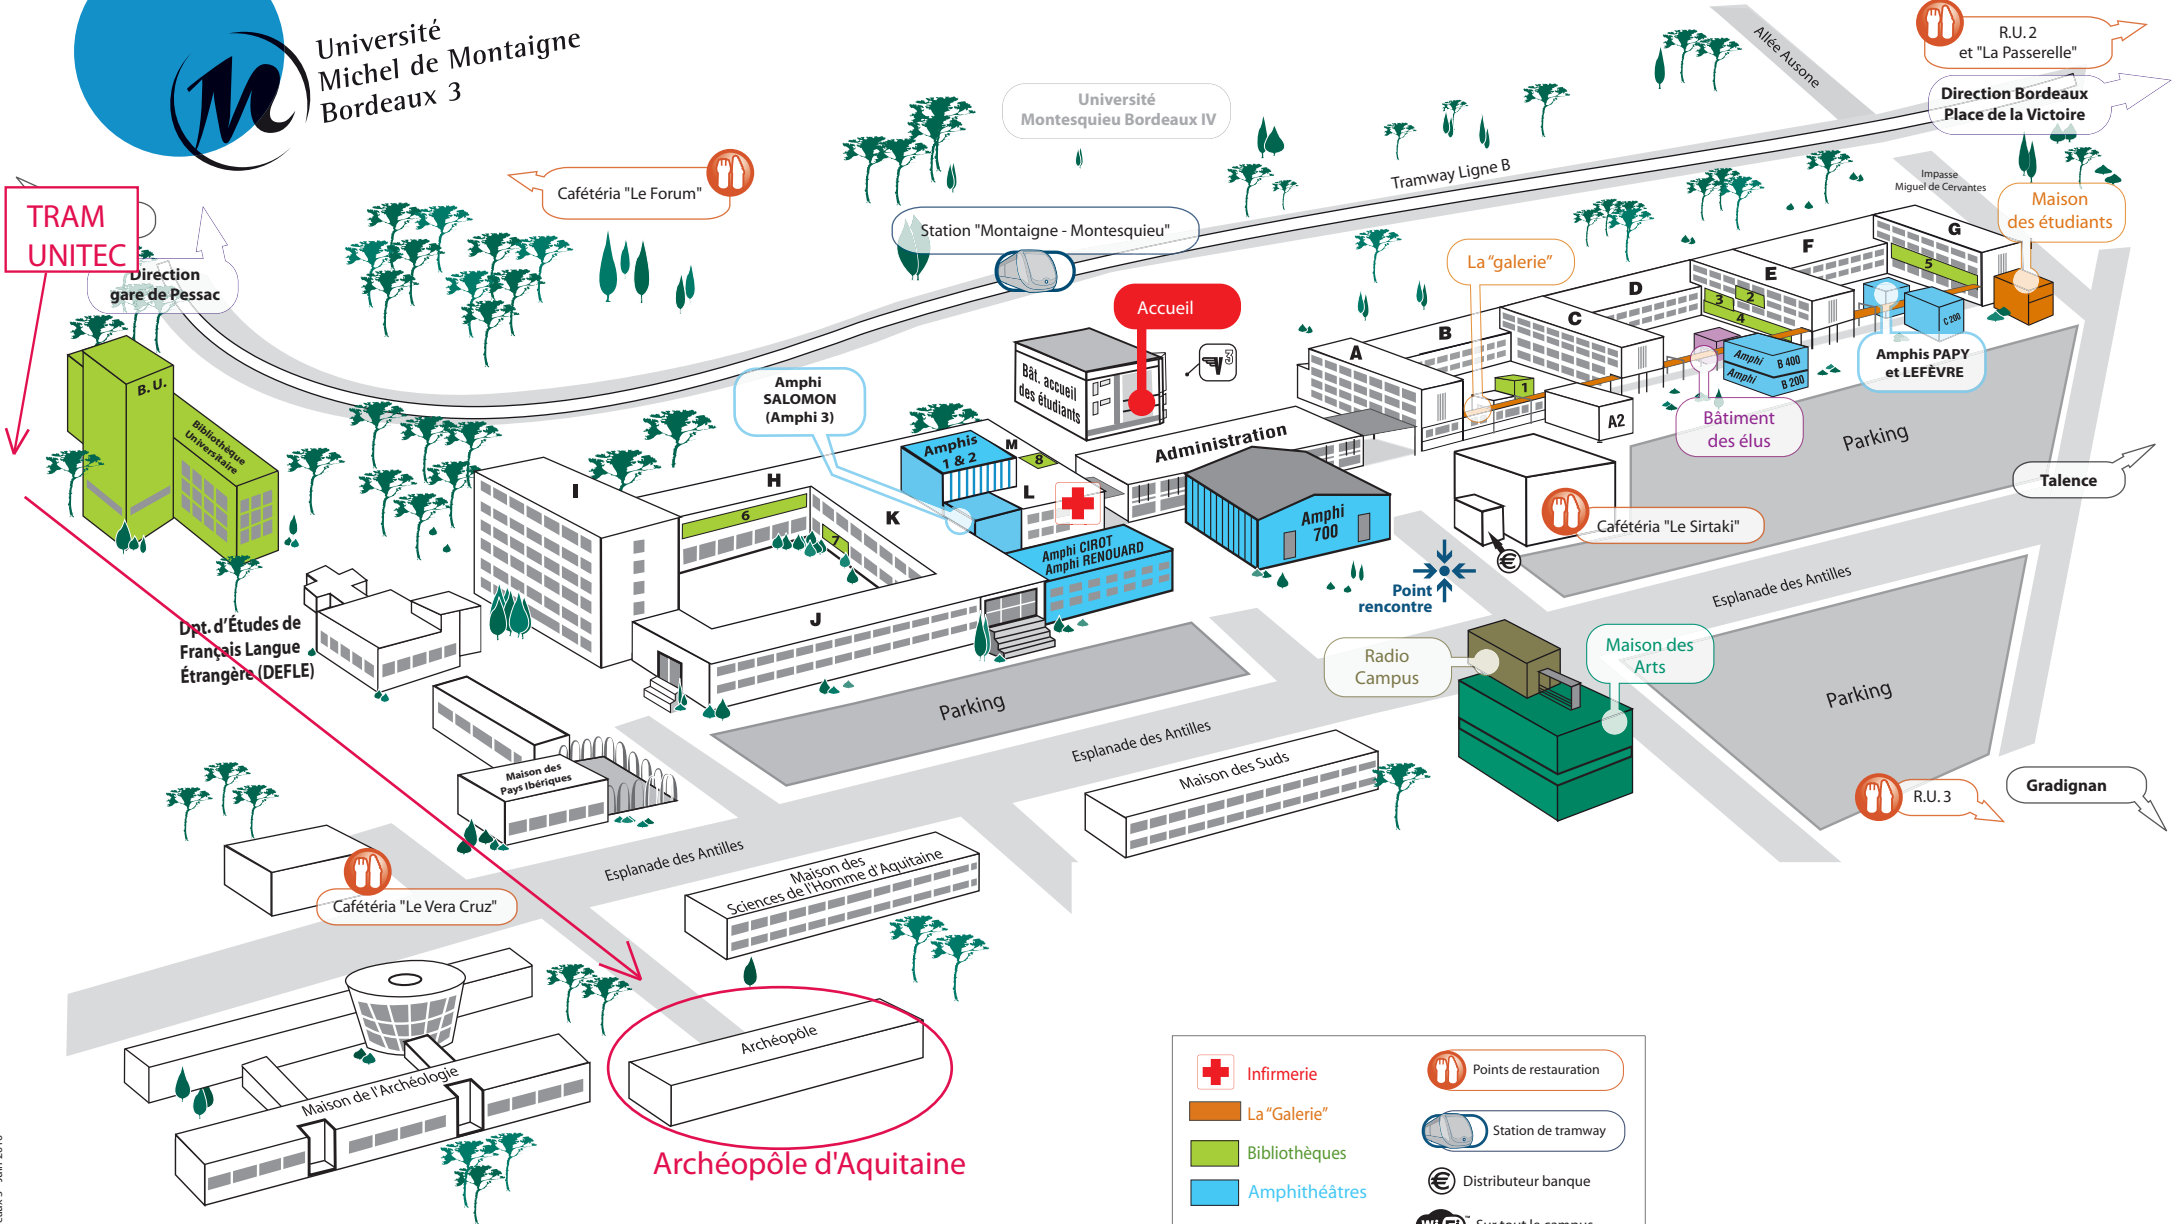 Université
Michel de Montaigne
Bordeaux 3
TRAM
UNITEC
Direction
gare de Pessac
Cafétéria "Le Forum"
Université
Montesquieu Bordeaux IV
Station "Montaigne - Montesquieu"
Tramway Ligne B
Allée Ausone
R.U. 2
et "La Passerelle"
Direction Bordeaux
Place de la Victoire
Impasse
Miguel de Cervantes
Maison
des étudiants
La "galerie"
Accueil
Bât. accueil
des étudiants
3
A
B
C
D
E
F
G
1
2
3
4
5
A2
Amphi B 400
Amphi B 200
C 200
Amphis PAPY
et LEFÈVRE
Bâtiment
des élus
Parking
Talence
B. U.
Bibliothèque
Universitaire
Amphi
SALOMON
(Amphi 3)
Amphis
1 & 2
M
8
L
H
I
K
6
7
J
Administration
Amphi CIROT
Amphi RENOUARD
Amphi
700
Cafétéria "Le Sirtaki"
€
Point
rencontre
Esplanade des Antilles
Dpt. d'Études de
Français Langue
Étrangère (DEFLE)
Parking
Radio
Campus
Maison des
Arts
Parking
Esplanade des Antilles
Maison des Suds
Maison des
Pays Ibériques
R.U. 3
Gradignan
Esplanade des Antilles
Cafétéria "Le Vera Cruz"
Maison des
Sciences de l'Homme d'Aquitaine
Archéopôle
Maison de l'Archéologie
Archéopôle d'Aquitaine
Infirmerie
La "Galerie"
Bibliothèques
Amphithéâtres
Points de restauration
Station de tramway
€ Distributeur banque
Wi Fi ™ Sur tout le campus